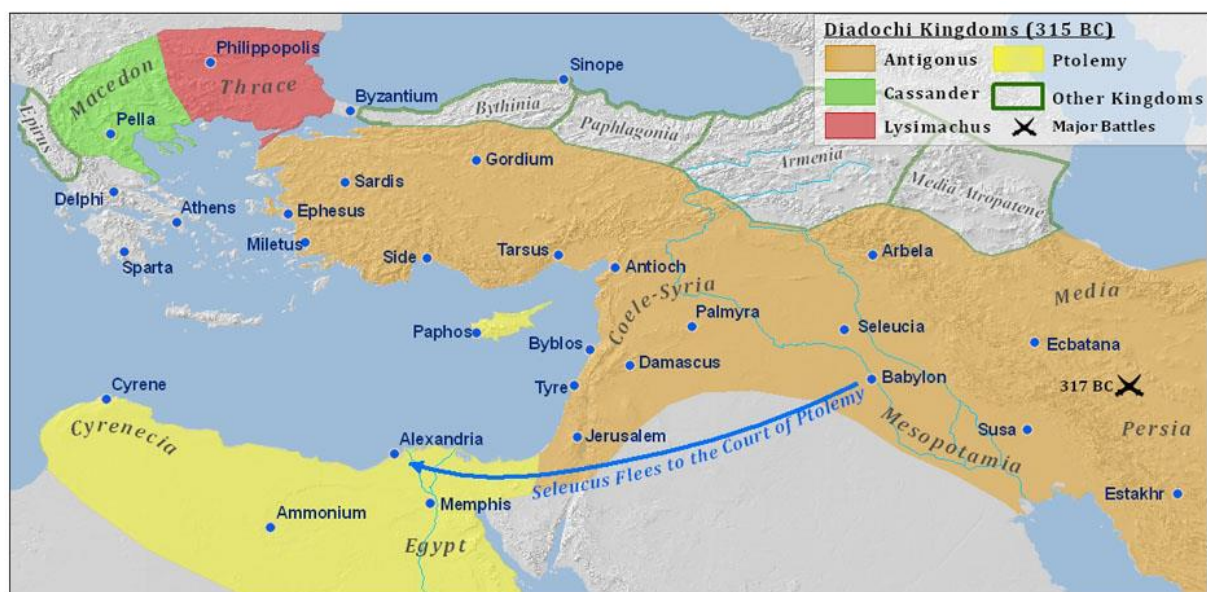 Diadochi Kingdoms (315 BC)
Antigonus
Ptolemy
Cassander
Other Kingdoms
Lysimachus
Major Battles
Philippopolis
Macedon
Thrace
Sinope
Byzantium
Bythinia
Epirus
Pella
Paphlagonia
Armenia
Gordium
Media Atropatene
Delphi
Sardis
Athens
Ephesus
Miletus
Sparta
Side
Tarsus
Antioch
Arbela
Coele-Syria
Media
Palmyra
Seleucia
Paphos
Byblos
Ecbatana
Damascus
Tyre
Babylon
317 BC
Cyrene
Cyrenecia
Alexandria
Jerusalem
Seleucus Flees to the Court of Ptolemy
Mesopotamia
Susa
Persia
Memphis
Estakhr
Ammonium
Egypt